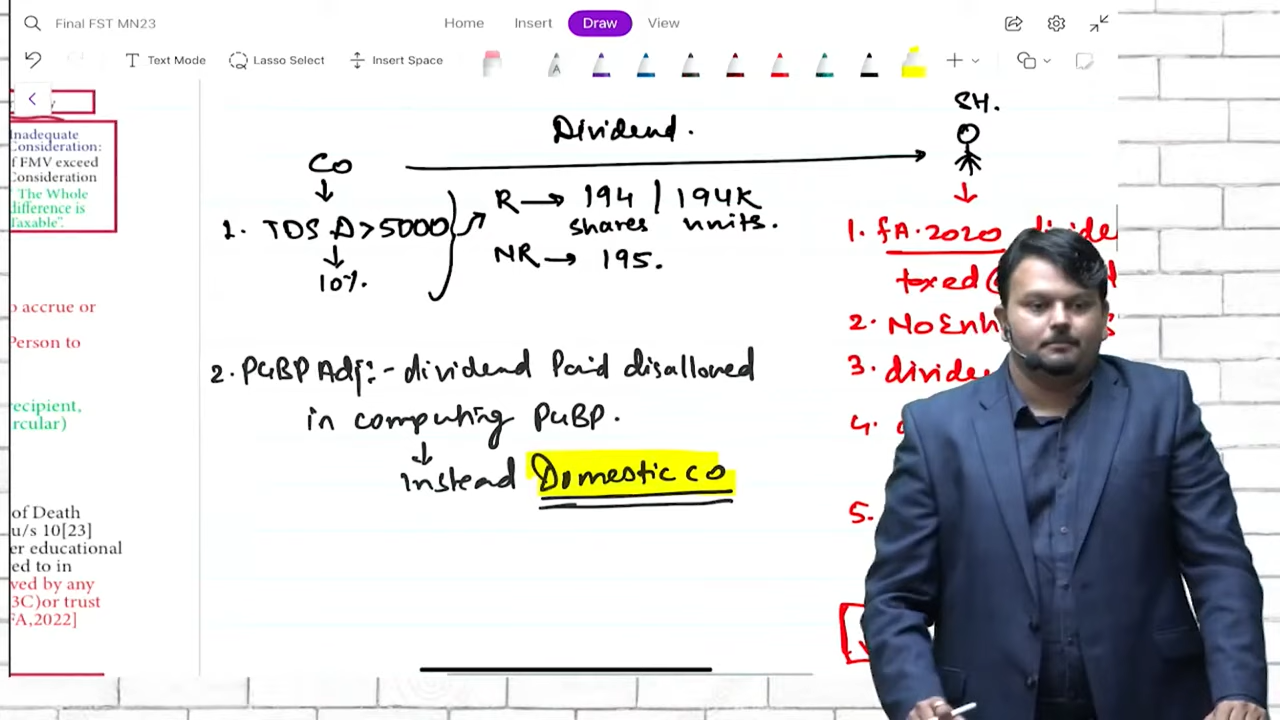 Final FST MN23
Home
Insert
Draw
View
Text Mode
Lasso Select
Insert Space
Inadequate
Consideration:
f FMV exceed
Consideration
The Whole
difference is
Taxable".
o accrue or
Person to
ecipient,
rcular)
of Death
u/s 10[23]
er educational
ed to in
ved by any
3C)or trust
FA,2022]
Dividend.
SH.
CO
1. TDS D>5000
10%.
R → 194 | 194K
shares units.
NR → 195.
2. PGBP Adj:- dividend Paid disallowed
in computing PGBP.
instead Domestic co
1. fA.2020
taxed
2. No Enh
3. divide
4.
5.